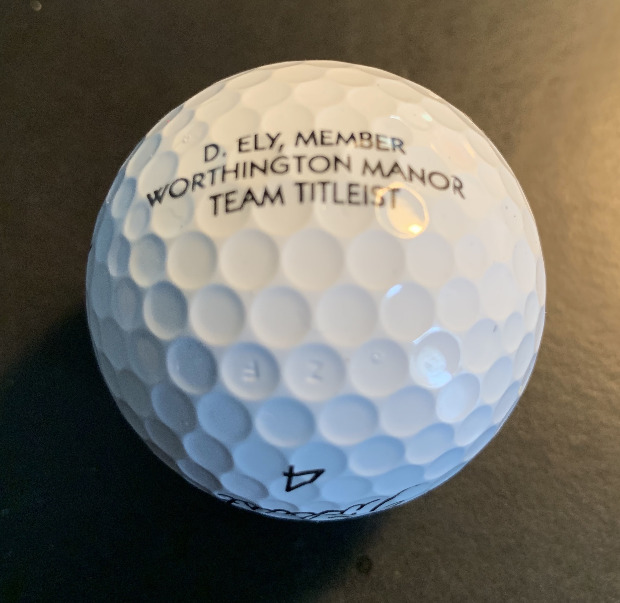 D. ELY, MEMBER
WORTHINGTON MANOR
TEAM TITLEIST
4